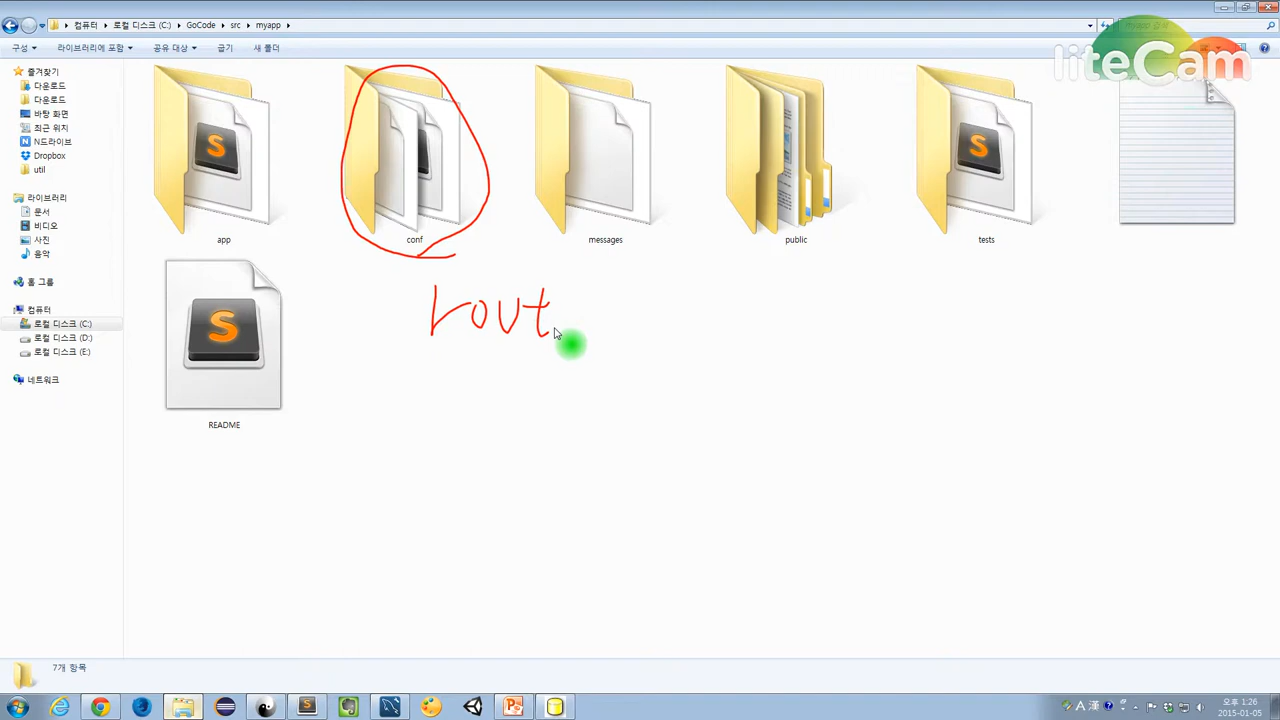 컴퓨터 ▸ 로컬 디스크 (C:) ▸ GoCode ▸ src ▸ myapp ▸
myapp 검색
구성
라이브러리에 포함
공유 대상
굽기
새 폴더
liteCam
즐겨찾기
다운로드
다운로드
바탕 화면
최근 위치
N드라이브
Dropbox
util
라이브러리
문서
비디오
사진
음악
홈 그룹
컴퓨터
로컬 디스크 (C:)
로컬 디스크 (D:)
로컬 디스크 (E:)
네트워크
app
conf
messages
public
tests
README
rout
7개 항목
A 漢
오후 1:26
2015-01-05